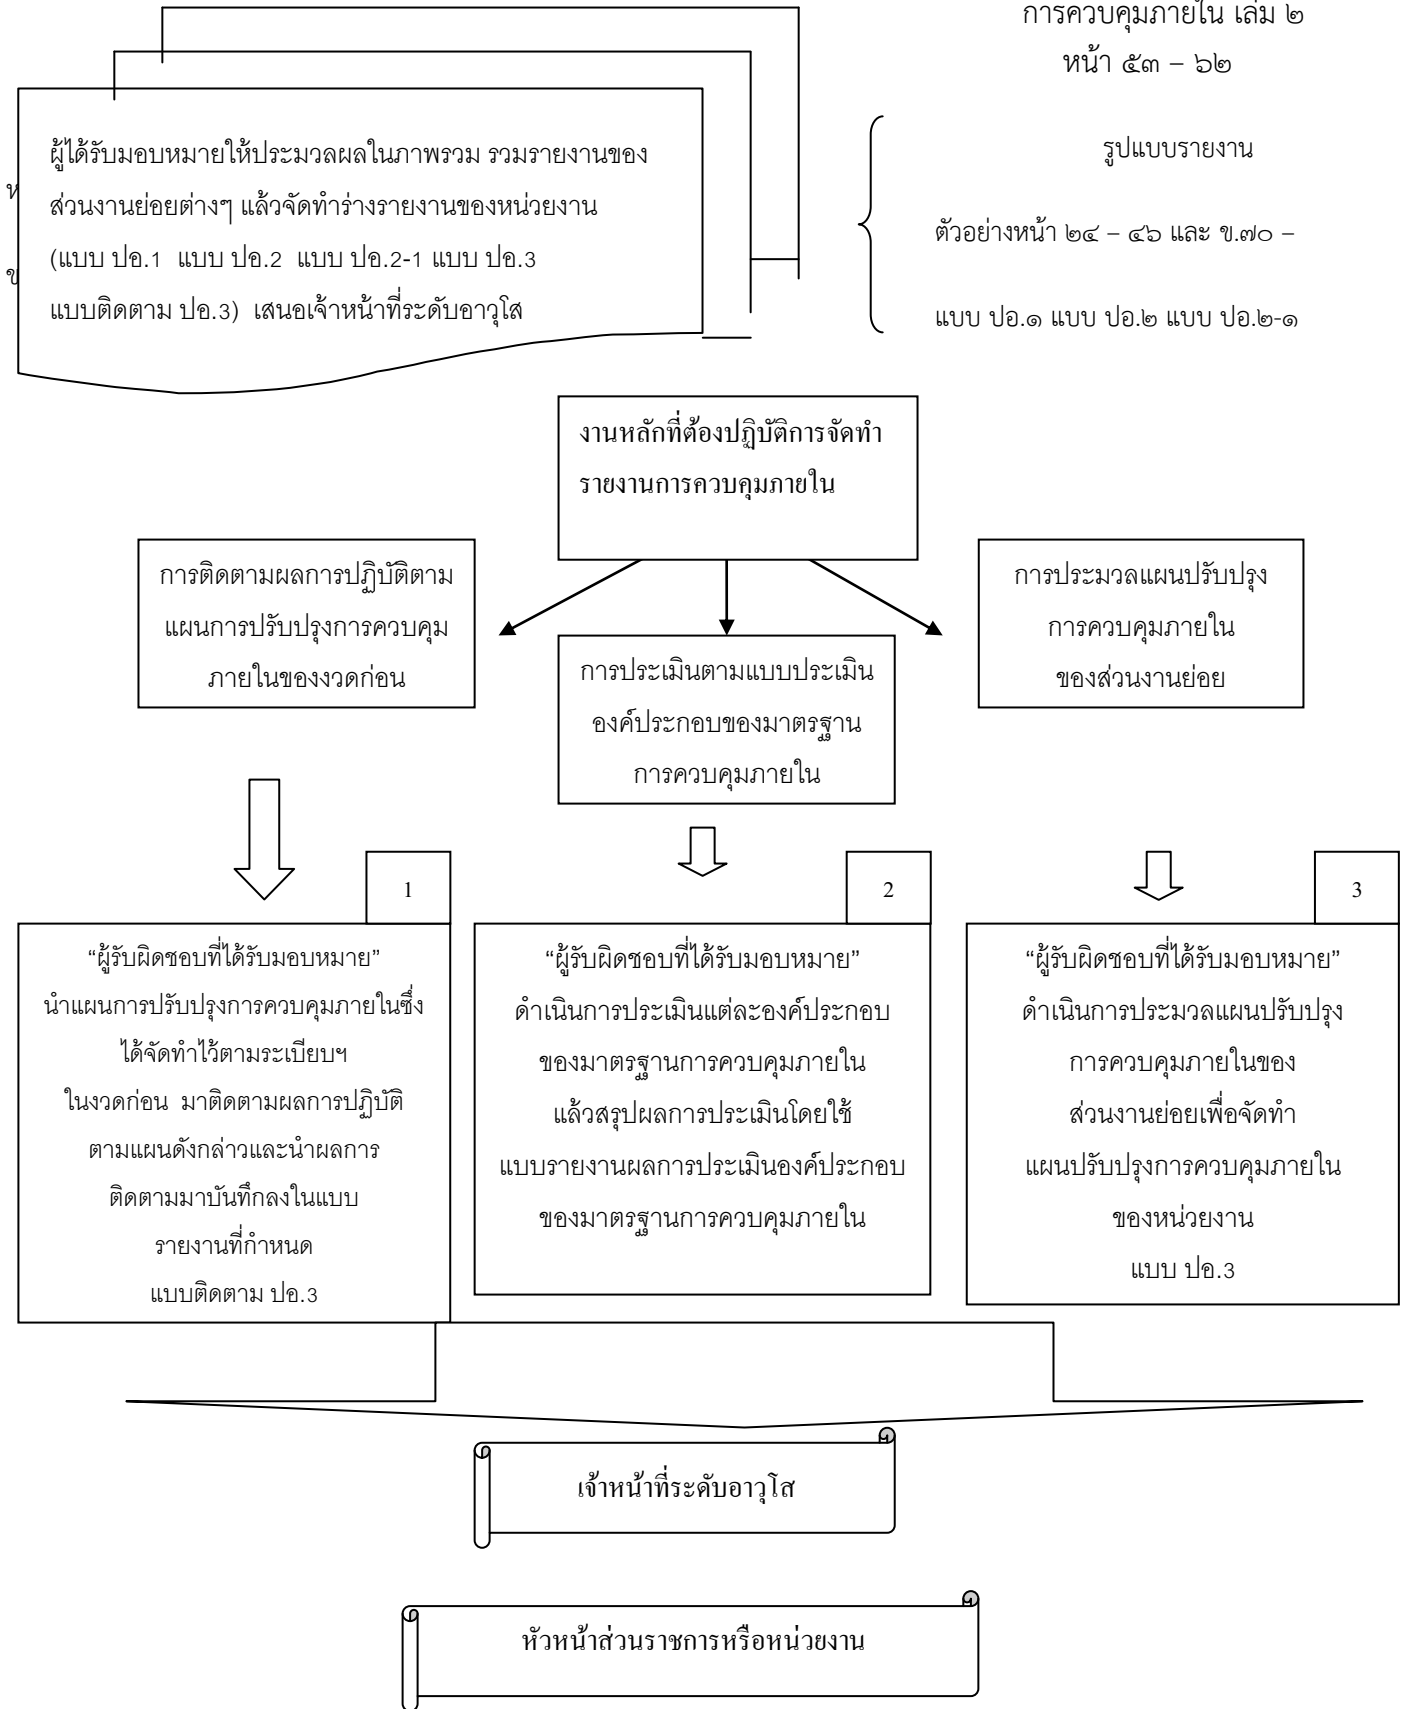 การควบคุมภายใน เล่ม ๒
หน้า ๕๓ – ๖๒
ผู้ได้รับมอบหมายให้ประมวลผลในภาพรวม รวมรายงานของ
ส่วนงานย่อยต่างๆ แล้วจัดทำร่างรายงานของหน่วยงาน
(แบบ ปอ.1 แบบ ปอ.2 แบบ ปอ.2-1 แบบ ปอ.3
แบบติดตาม ปอ.3) เสนอเจ้าหน้าที่ระดับอาวุโส
รูปแบบรายงาน
ตัวอย่างหน้า ๒๔ – ๔๖ และ ข.๗๐ –
แบบ ปอ.๑ แบบ ปอ.๒ แบบ ปอ.๒-๑
งานหลักที่ต้องปฏิบัติการจัดทำ
รายงานการควบคุมภายใน
การติดตามผลการปฏิบัติตาม
แผนการปรับปรุงการควบคุม
ภายในของงวดก่อน
การประเมินตามแบบประเมิน
องค์ประกอบของมาตรฐาน
การควบคุมภายใน
การประมวลแผนปรับปรุง
การควบคุมภายใน
ของส่วนงานย่อย
1
“ผู้รับผิดชอบที่ได้รับมอบหมาย”
นำแผนการปรับปรุงการควบคุมภายในซึ่ง
ได้จัดทำไว้ตามระเบียบฯ
ในงวดก่อน มาติดตามผลการปฏิบัติ
ตามแผนดังกล่าวและนำผลการ
ติดตามมาบันทึกลงในแบบ
รายงานที่กำหนด
แบบติดตาม ปอ.3
2
“ผู้รับผิดชอบที่ได้รับมอบหมาย”
ดำเนินการประเมินแต่ละองค์ประกอบ
ของมาตรฐานการควบคุมภายใน
แล้วสรุปผลการประเมินโดยใช้
แบบรายงานผลการประเมินองค์ประกอบ
ของมาตรฐานการควบคุมภายใน
3
“ผู้รับผิดชอบที่ได้รับมอบหมาย”
ดำเนินการประมวลแผนปรับปรุง
การควบคุมภายในของ
ส่วนงานย่อยเพื่อจัดทำ
แผนปรับปรุงการควบคุมภายใน
ของหน่วยงาน
แบบ ปอ.3
เจ้าหน้าที่ระดับอาวุโส
หัวหน้าส่วนราชการหรือหน่วยงาน